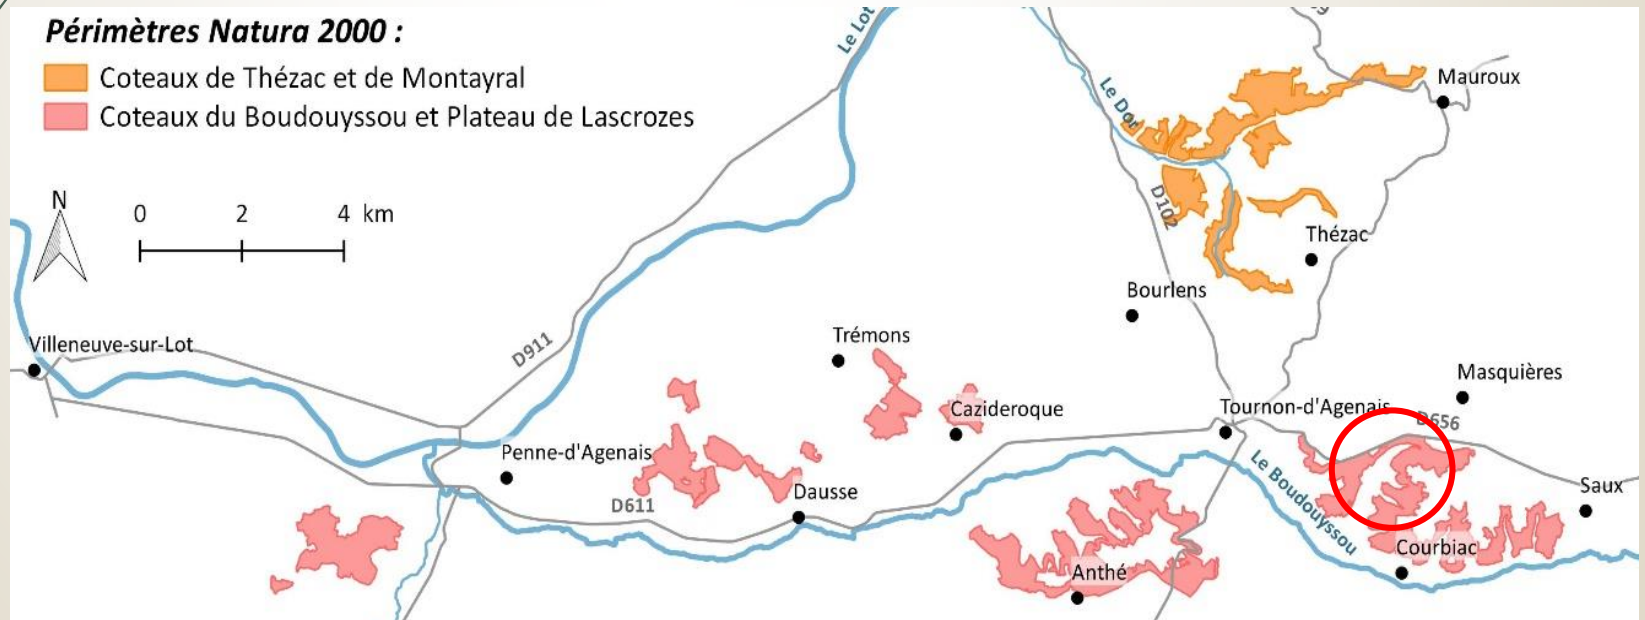 Périmètres Natura 2000 :
Coteaux de Thézac et de Montayral
Coteaux du Boudouyssou et Plateau de Lascrozes
N
0 2 4 km
Le Lot
Le Dor
Mauroux
D102
Thézac
Bourlens
Villeneuve-sur-Lot
D911
Trémons
Masquières
Cazideroque
Tournon-d'Agenais
D656
Penne-d'Agenais
Le Boudouyssou
Dausse
D611
Saux
Courbiac
Anthé